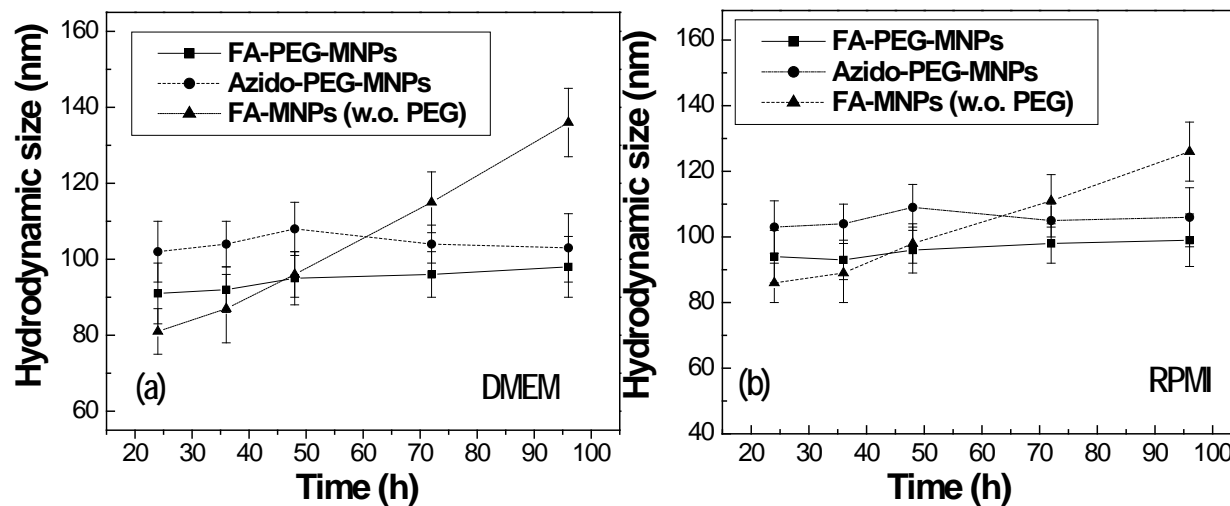 160
140
120
100
80
60
Hydrodynamic size (nm)
FA-PEG-MNPs
Azido-PEG-MNPs
FA-MNPs (w.o. PEG)
(a)
DMEM
20 30 40 50 60 70 80 90 100
Time (h)
160
140
120
100
80
60
40
Hydrodynamic size (nm)
FA-PEG-MNPs
Azido-PEG-MNPs
FA-MNPs (w.o. PEG)
(b)
RPMI
20 30 40 50 60 70 80 90 100
Time (h)